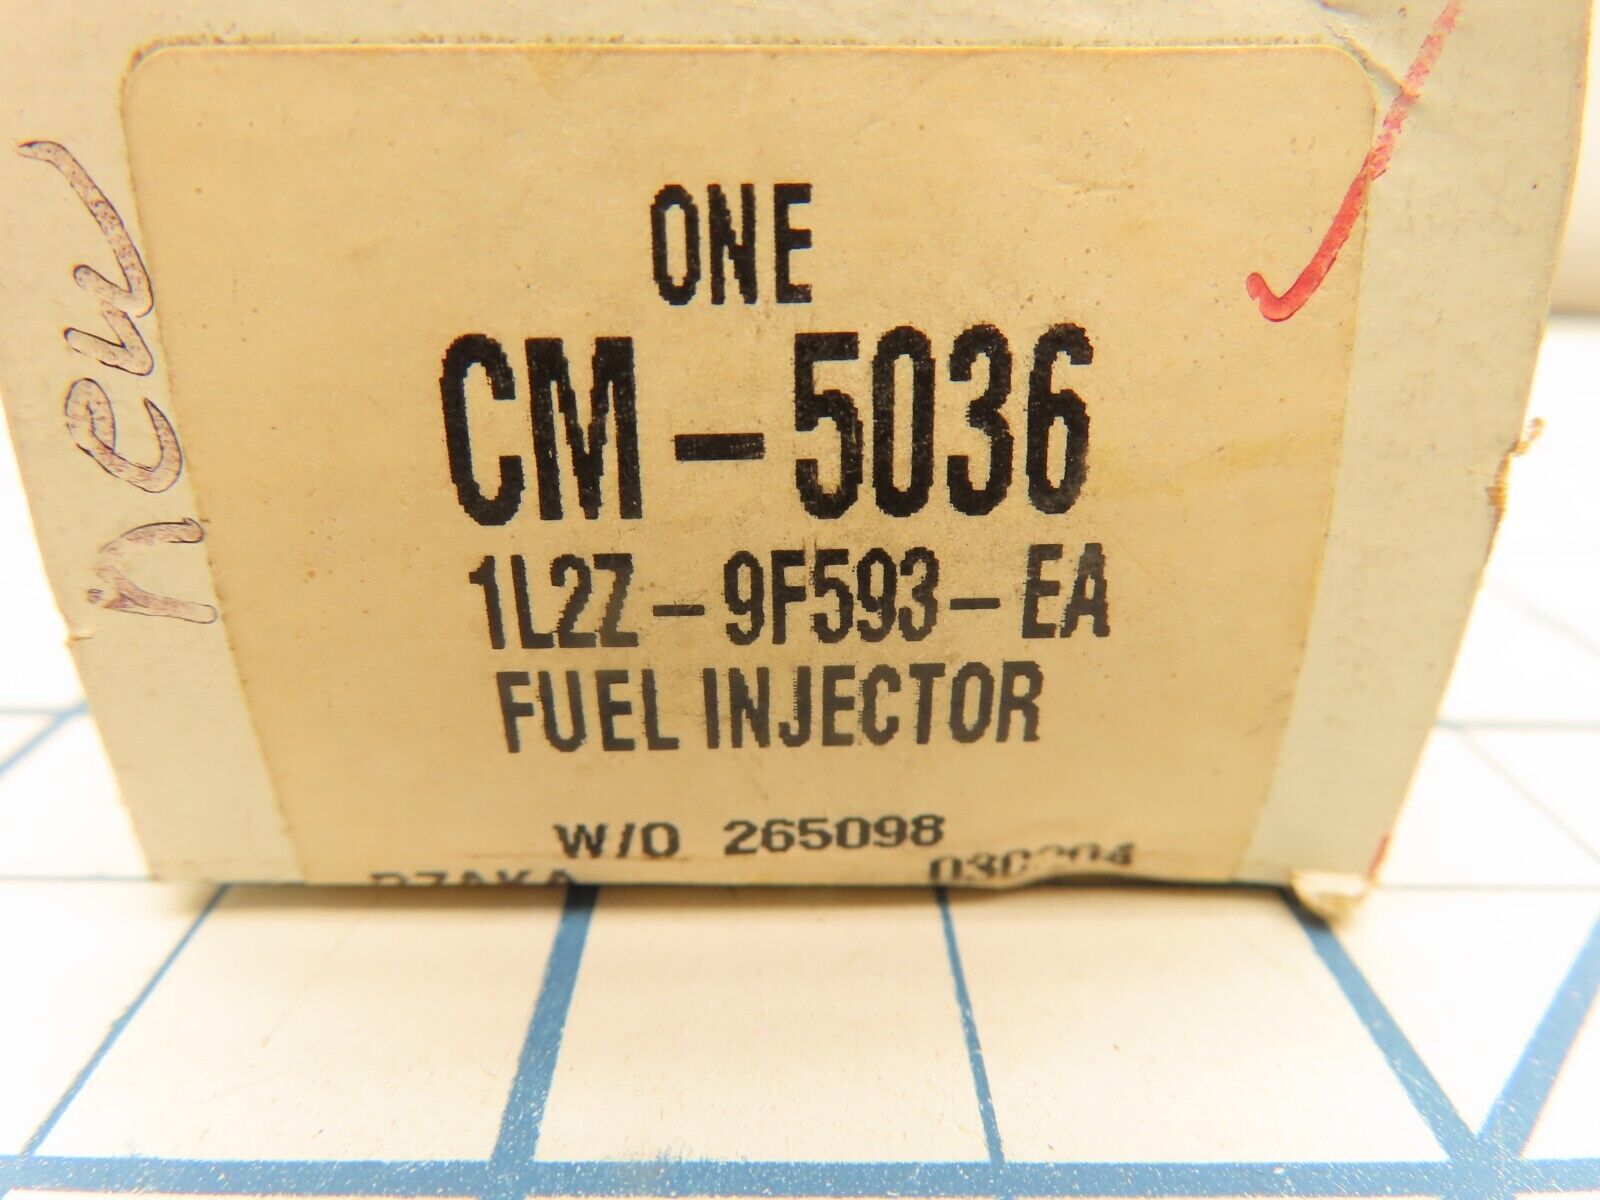 ONE
CM-5036
1L2Z-9F593-EA
FUEL INJECTOR
W/O 265098
new